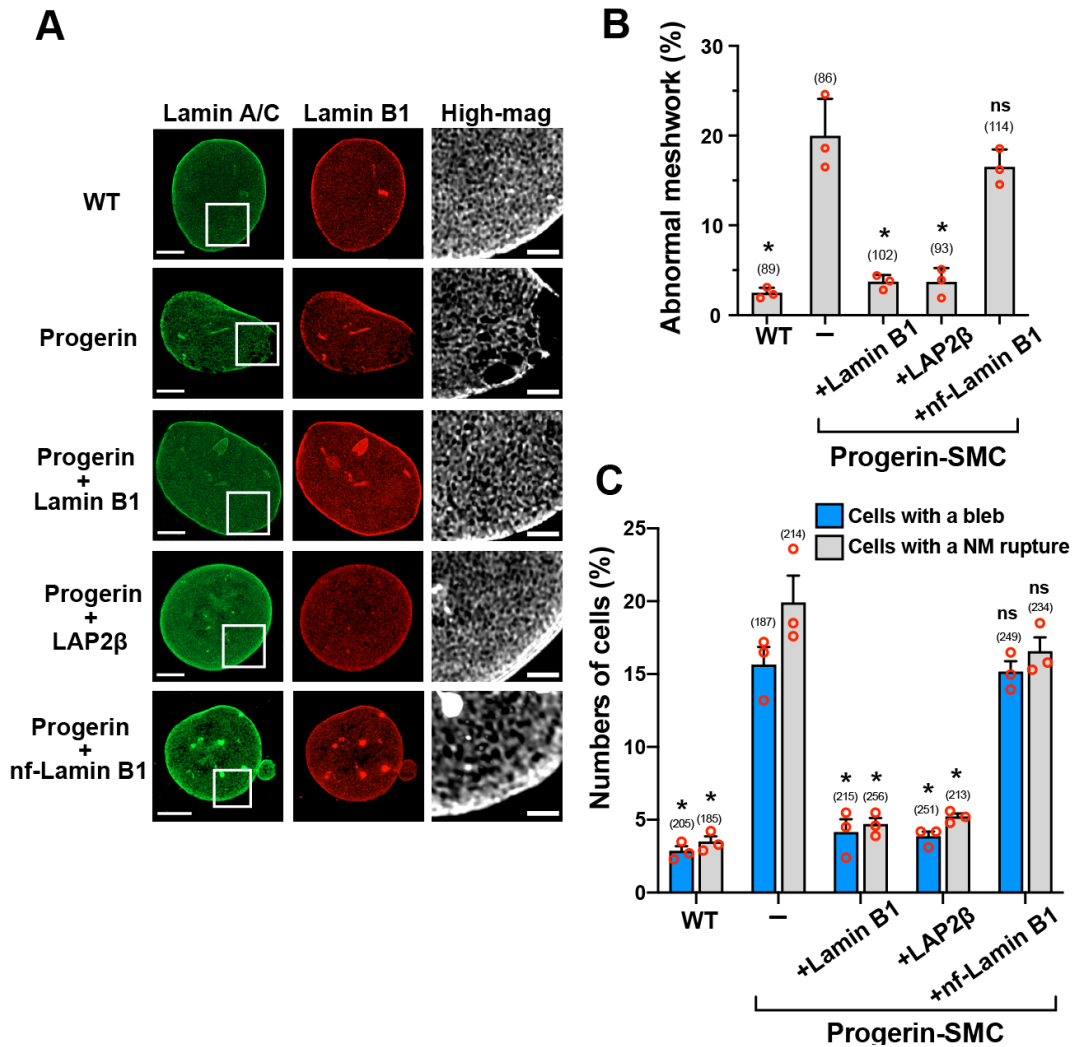 A
Lamin A/C Lamin B1 High-mag
WT
Progerin
Progerin
+
Lamin B1
Progerin
+
LAP2β
Progerin
+
nf-Lamin B1
B
Abnormal meshwork (%)
30
20
10
0
*
(89)
(86)
*
(102)
*
(93)
ns
(114)
WT
–
+Lamin B1
+LAP2β
+nf-Lamin B1
Progerin-SMC
C
Cells with a bleb
Cells with a NM rupture
Numbers of cells (%)
25
20
15
10
5
0
*
(205)
*
(185)
(187)
(214)
*
(215)
*
(256)
*
(251)
*
(213)
ns
(249)
ns
(234)
WT
–
+Lamin B1
+LAP2β
+nf-Lamin B1
Progerin-SMC